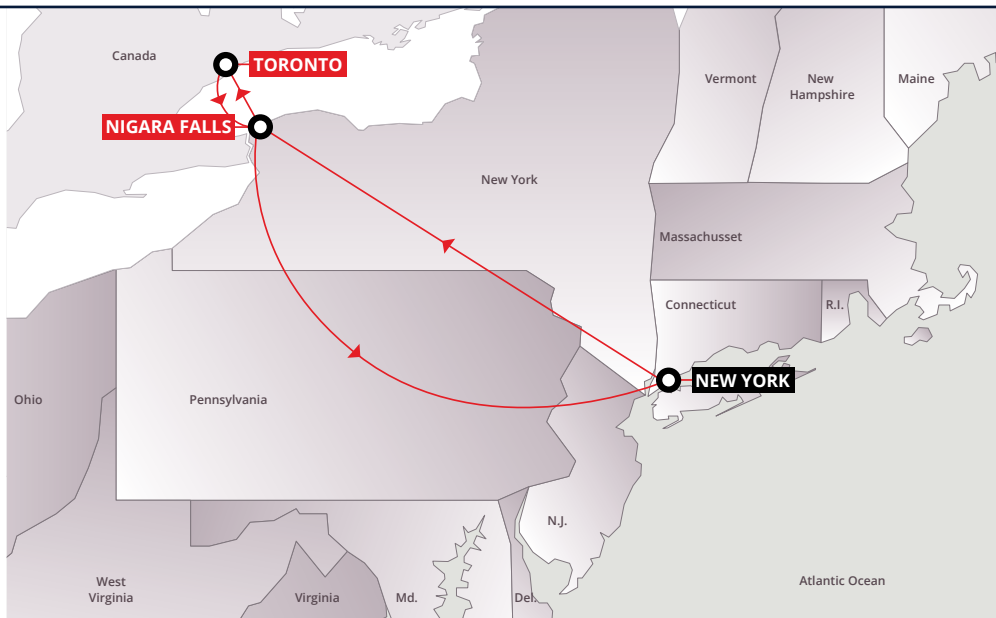 Canada
TORONTO
Vermont
New
Hampshire
Maine
NIGARA FALLS
New York
Massachusset
Connecticut
R.I.
NEW YORK
Ohio
Pennsylvania
N.J.
West
Virginia
Virginia
Md.
Del.
Atlantic Ocean